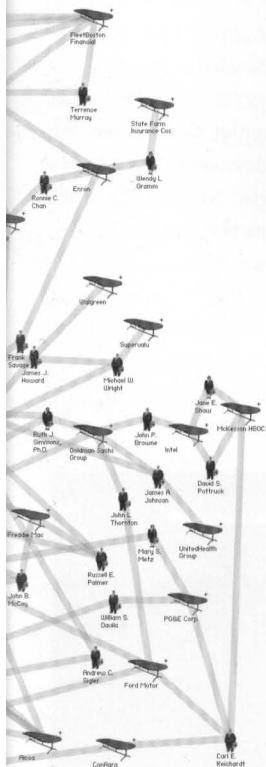 FleetBoston
Financial
Terrence
Murray
State Farm
Insurance Cos.
Enron
Wendy L.
Gramm
Ronnie C.
Chan
Walgreen
Supervalu
Frank
Savage
James J.
Howard
Michael W.
Wright
Jane E.
Shaw
McKesson HBOC
Ruth J.
Simmons,
Ph.D.
Goldman Sachs
Group
John P.
Browne
Intel
David S.
Pottruck
James A.
Johnson
John L.
Thornton
Freddie Mac
Mary S.
Metz
UnitedHealth
Group
Russell E.
Palmer
John B.
McCoy
William S.
Davila
PG&E Corp.
Andrew C.
Sigler
Ford Motor
Alcoa
ConAgra
Carl E.
Reichardt